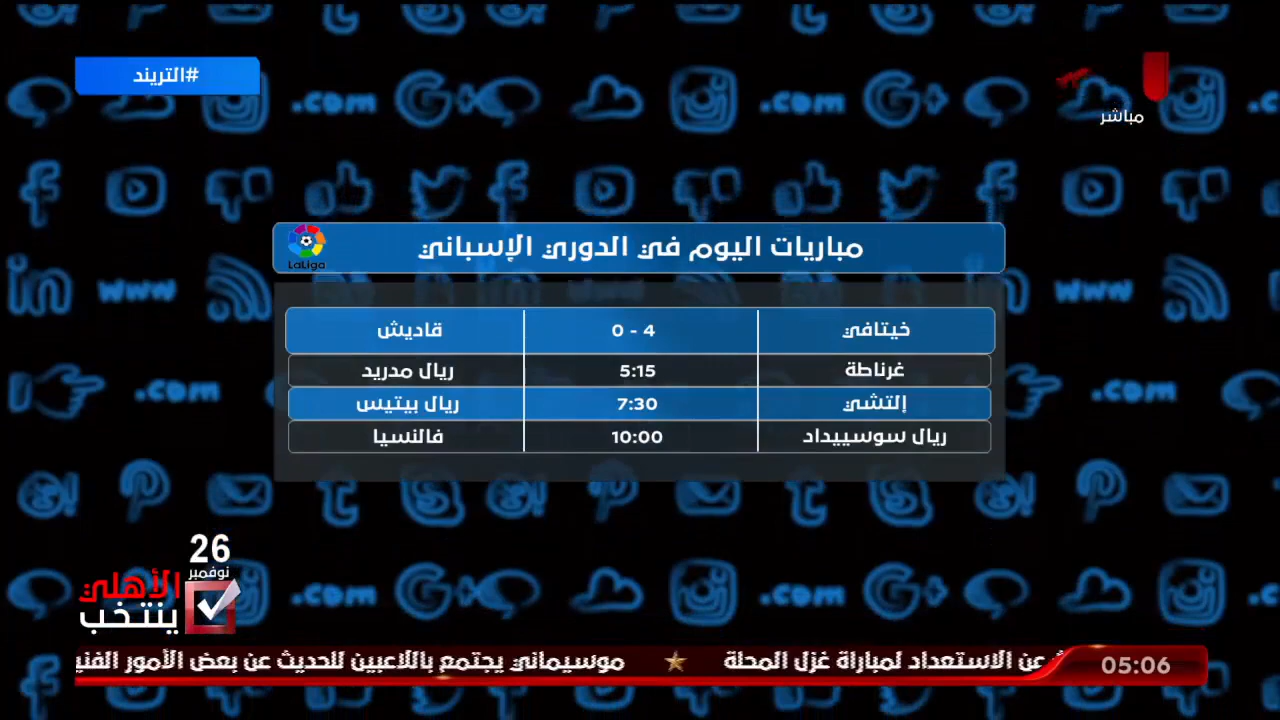 #التريند
مباشر
مباريات اليوم في الدوري الإسباني
LaLiga
خيتافي 4 - 0 قاديش
غرناطة 5:15 ريال مدريد
إلتشي 7:30 ريال بيتيس
ريال سوسييداد 10:00 فالنسيا
26
نوفمبر
الأهلي
ينتخب
05:06 عن الاستعداد لمباراة غزل المحلة ★ موسيماني يجتمع باللاعبين للحديث عن بعض الأمور